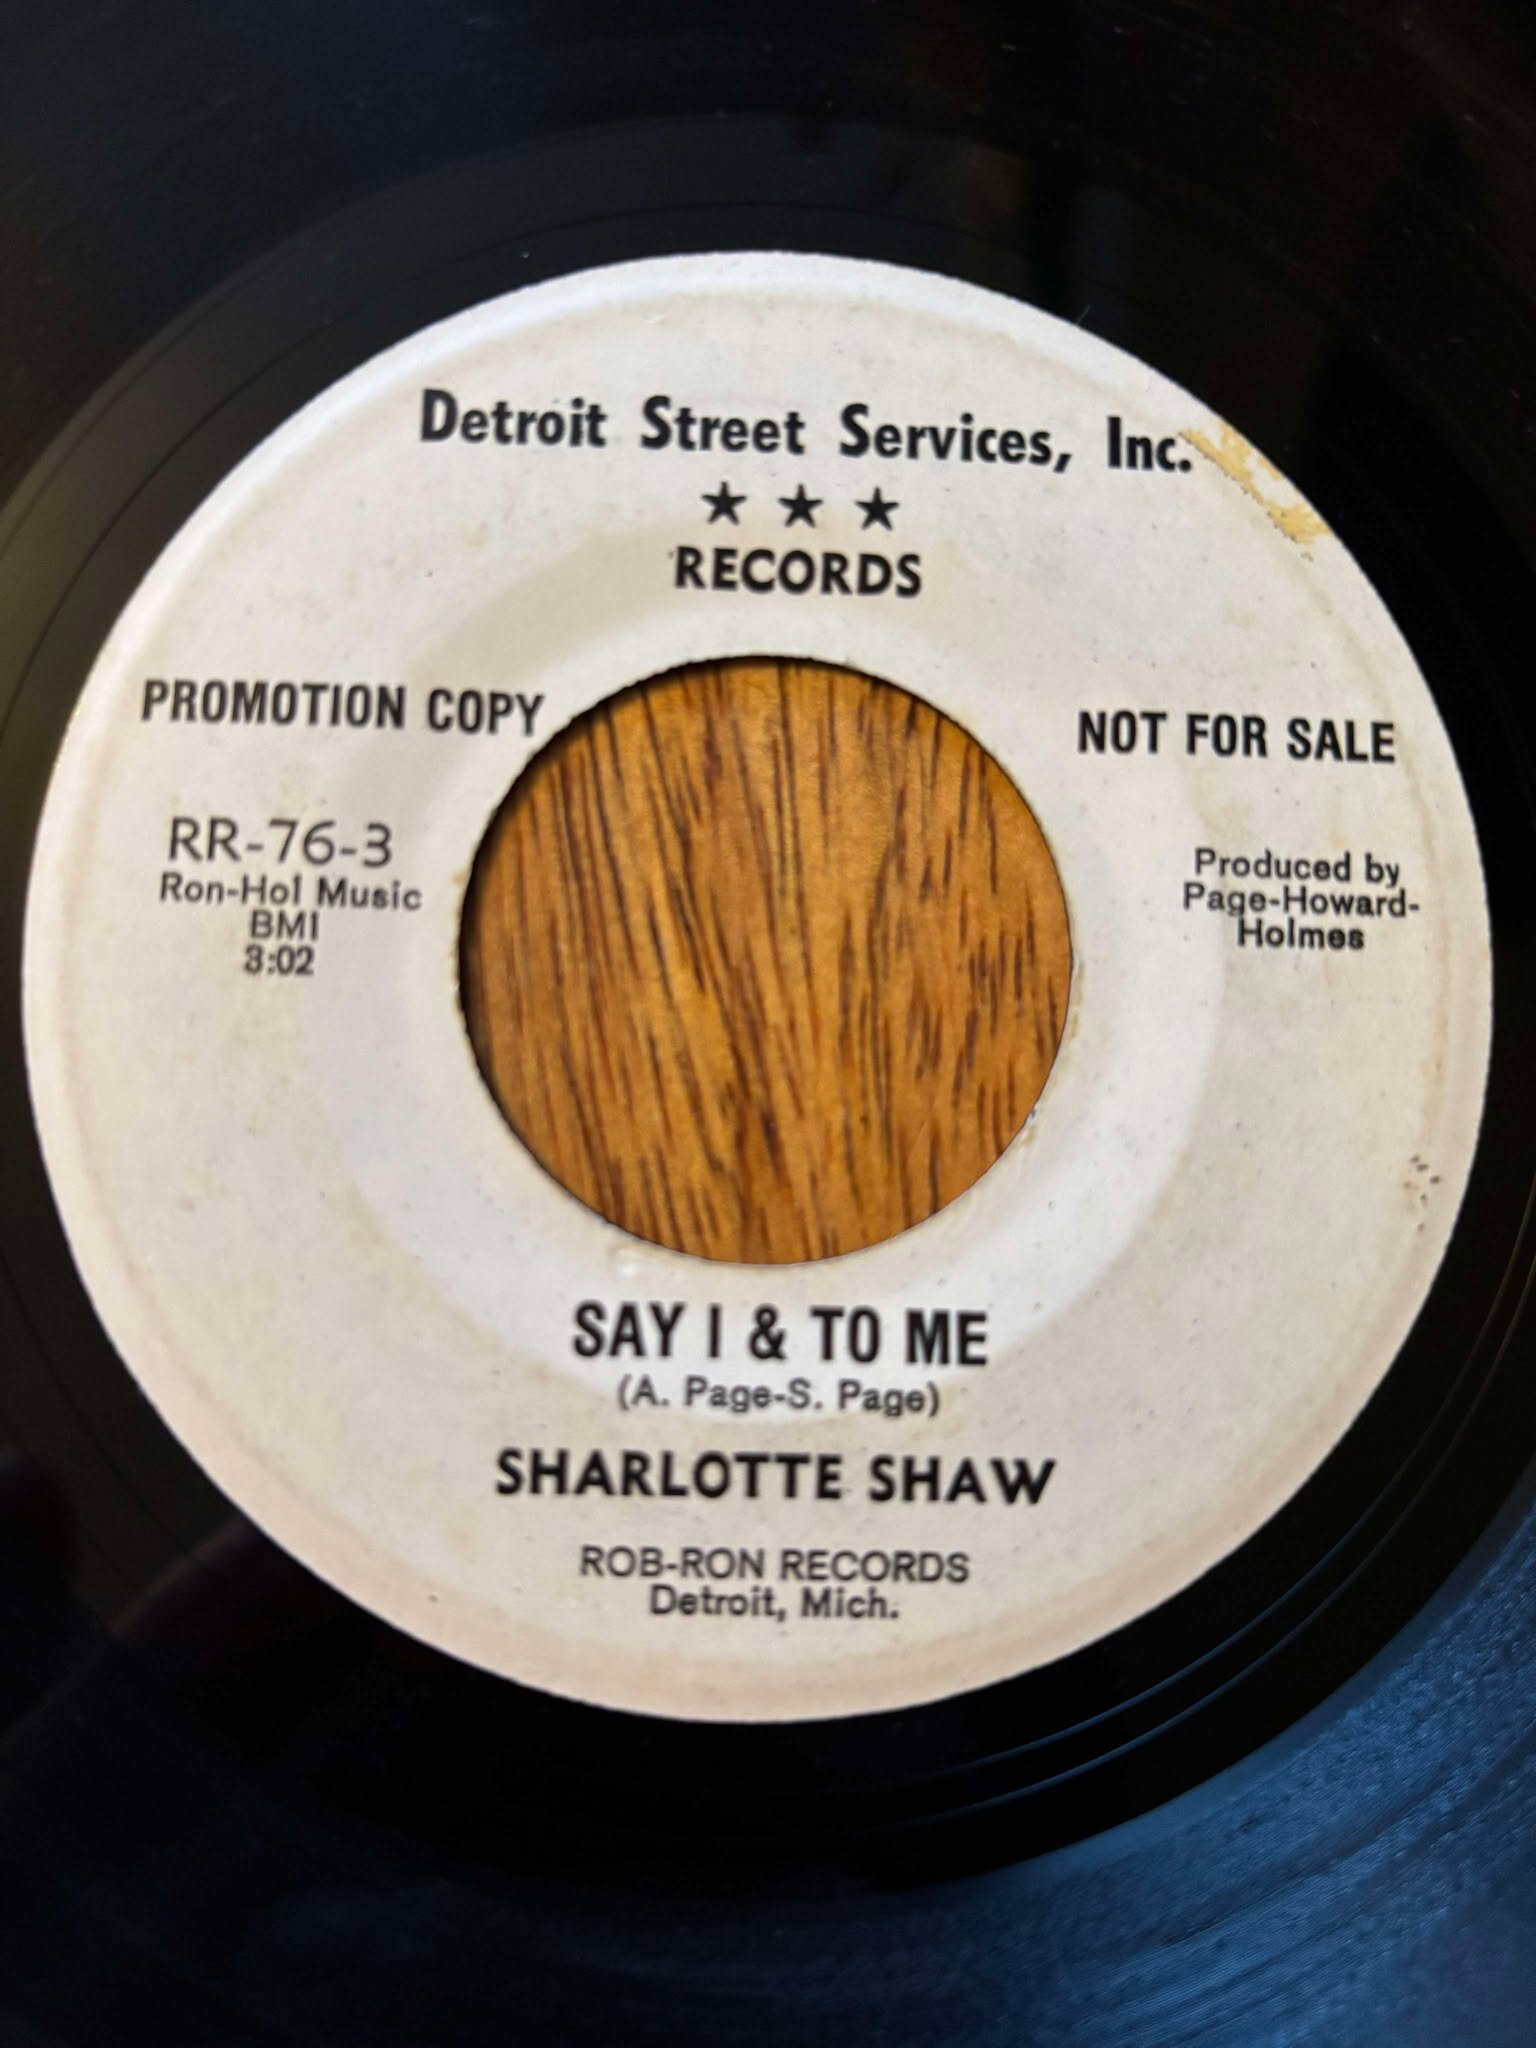 Detroit Street Services, Inc.
★ ★ ★
RECORDS
PROMOTION COPY
NOT FOR SALE
RR-76-3
Ron-Hol Music
BMI
3:02
Produced by
Page-Howard-
Holmes
SAY I & TO ME
(A. Page-S. Page)
SHARLOTTE SHAW
ROB-RON RECORDS
Detroit, Mich.